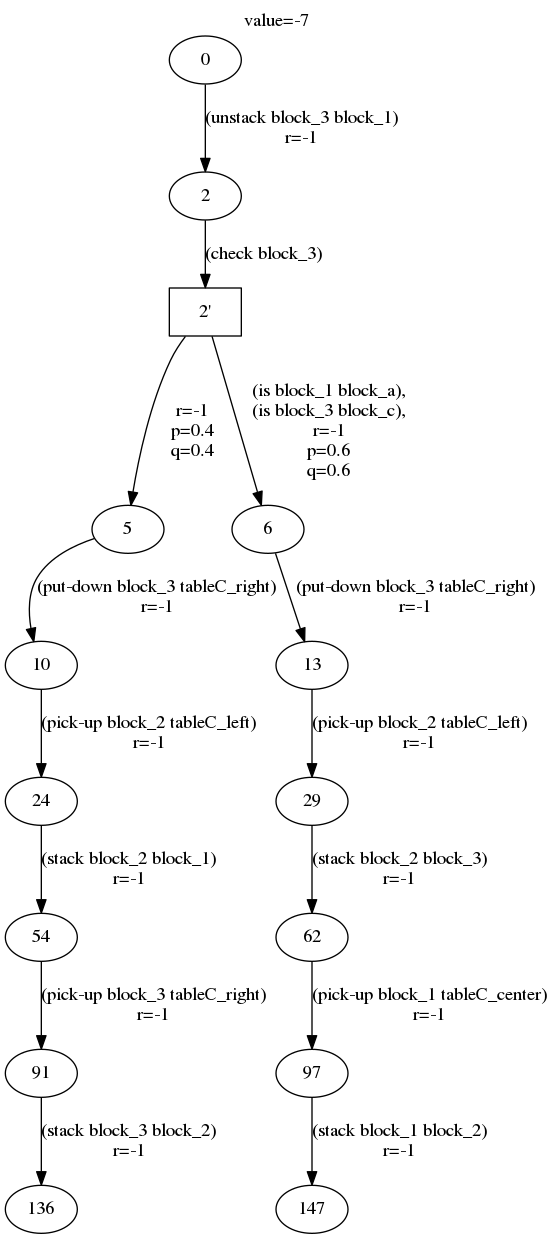 value=-7
0
(unstack block_3 block_1)
r=-1
2
(check block_3)
2'
r=-1
p=0.4
q=0.4
(is block_1 block_a),
(is block_3 block_c),
r=-1
p=0.6
q=0.6
5
6
(put-down block_3 tableC_right)
r=-1
(put-down block_3 tableC_right)
r=-1
10
13
(pick-up block_2 tableC_left)
r=-1
(pick-up block_2 tableC_left)
r=-1
24
29
(stack block_2 block_1)
r=-1
(stack block_2 block_3)
r=-1
54
62
(pick-up block_3 tableC_right)
r=-1
(pick-up block_1 tableC_center)
r=-1
91
97
(stack block_3 block_2)
r=-1
(stack block_1 block_2)
r=-1
136
147